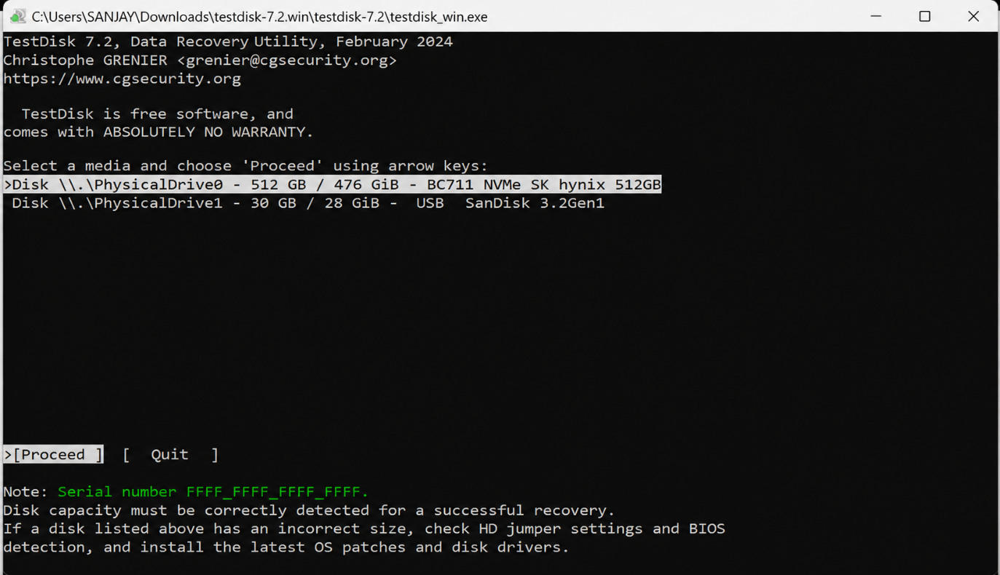 C:\Users\SANJAY\Downloads\testdisk-7.2.win\testdisk-7.2\testdisk_win.exe
TestDisk 7.2, Data Recovery Utility, February 2024
Christophe GRENIER <grenier@cgsecurity.org>
https://www.cgsecurity.org
TestDisk is free software, and
comes with ABSOLUTELY NO WARRANTY.
Select a media and choose 'Proceed' using arrow keys:
>Disk \\.\PhysicalDrive0 - 512 GB / 476 GiB - BC711 NVMe SK hynix 512GB
Disk \\.\PhysicalDrive1 - 30 GB / 28 GiB -  USB   SanDisk 3.2Gen1
>[Proceed ]  [  Quit  ]
Note: Serial number FFFF_FFFF_FFFF_FFFF.
Disk capacity must be correctly detected for a successful recovery.
If a disk listed above has an incorrect size, check HD jumper settings and BIOS
detection, and install the latest OS patches and disk drivers.